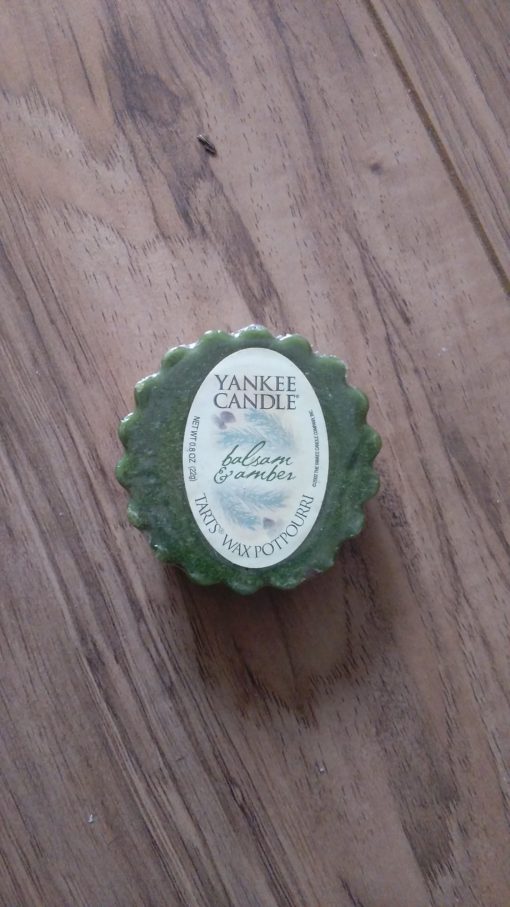 YANKEE
CANDLE®
balsam
& amber
TARTS® WAX POTPOURRI
NET WT 0.8 OZ (22g)